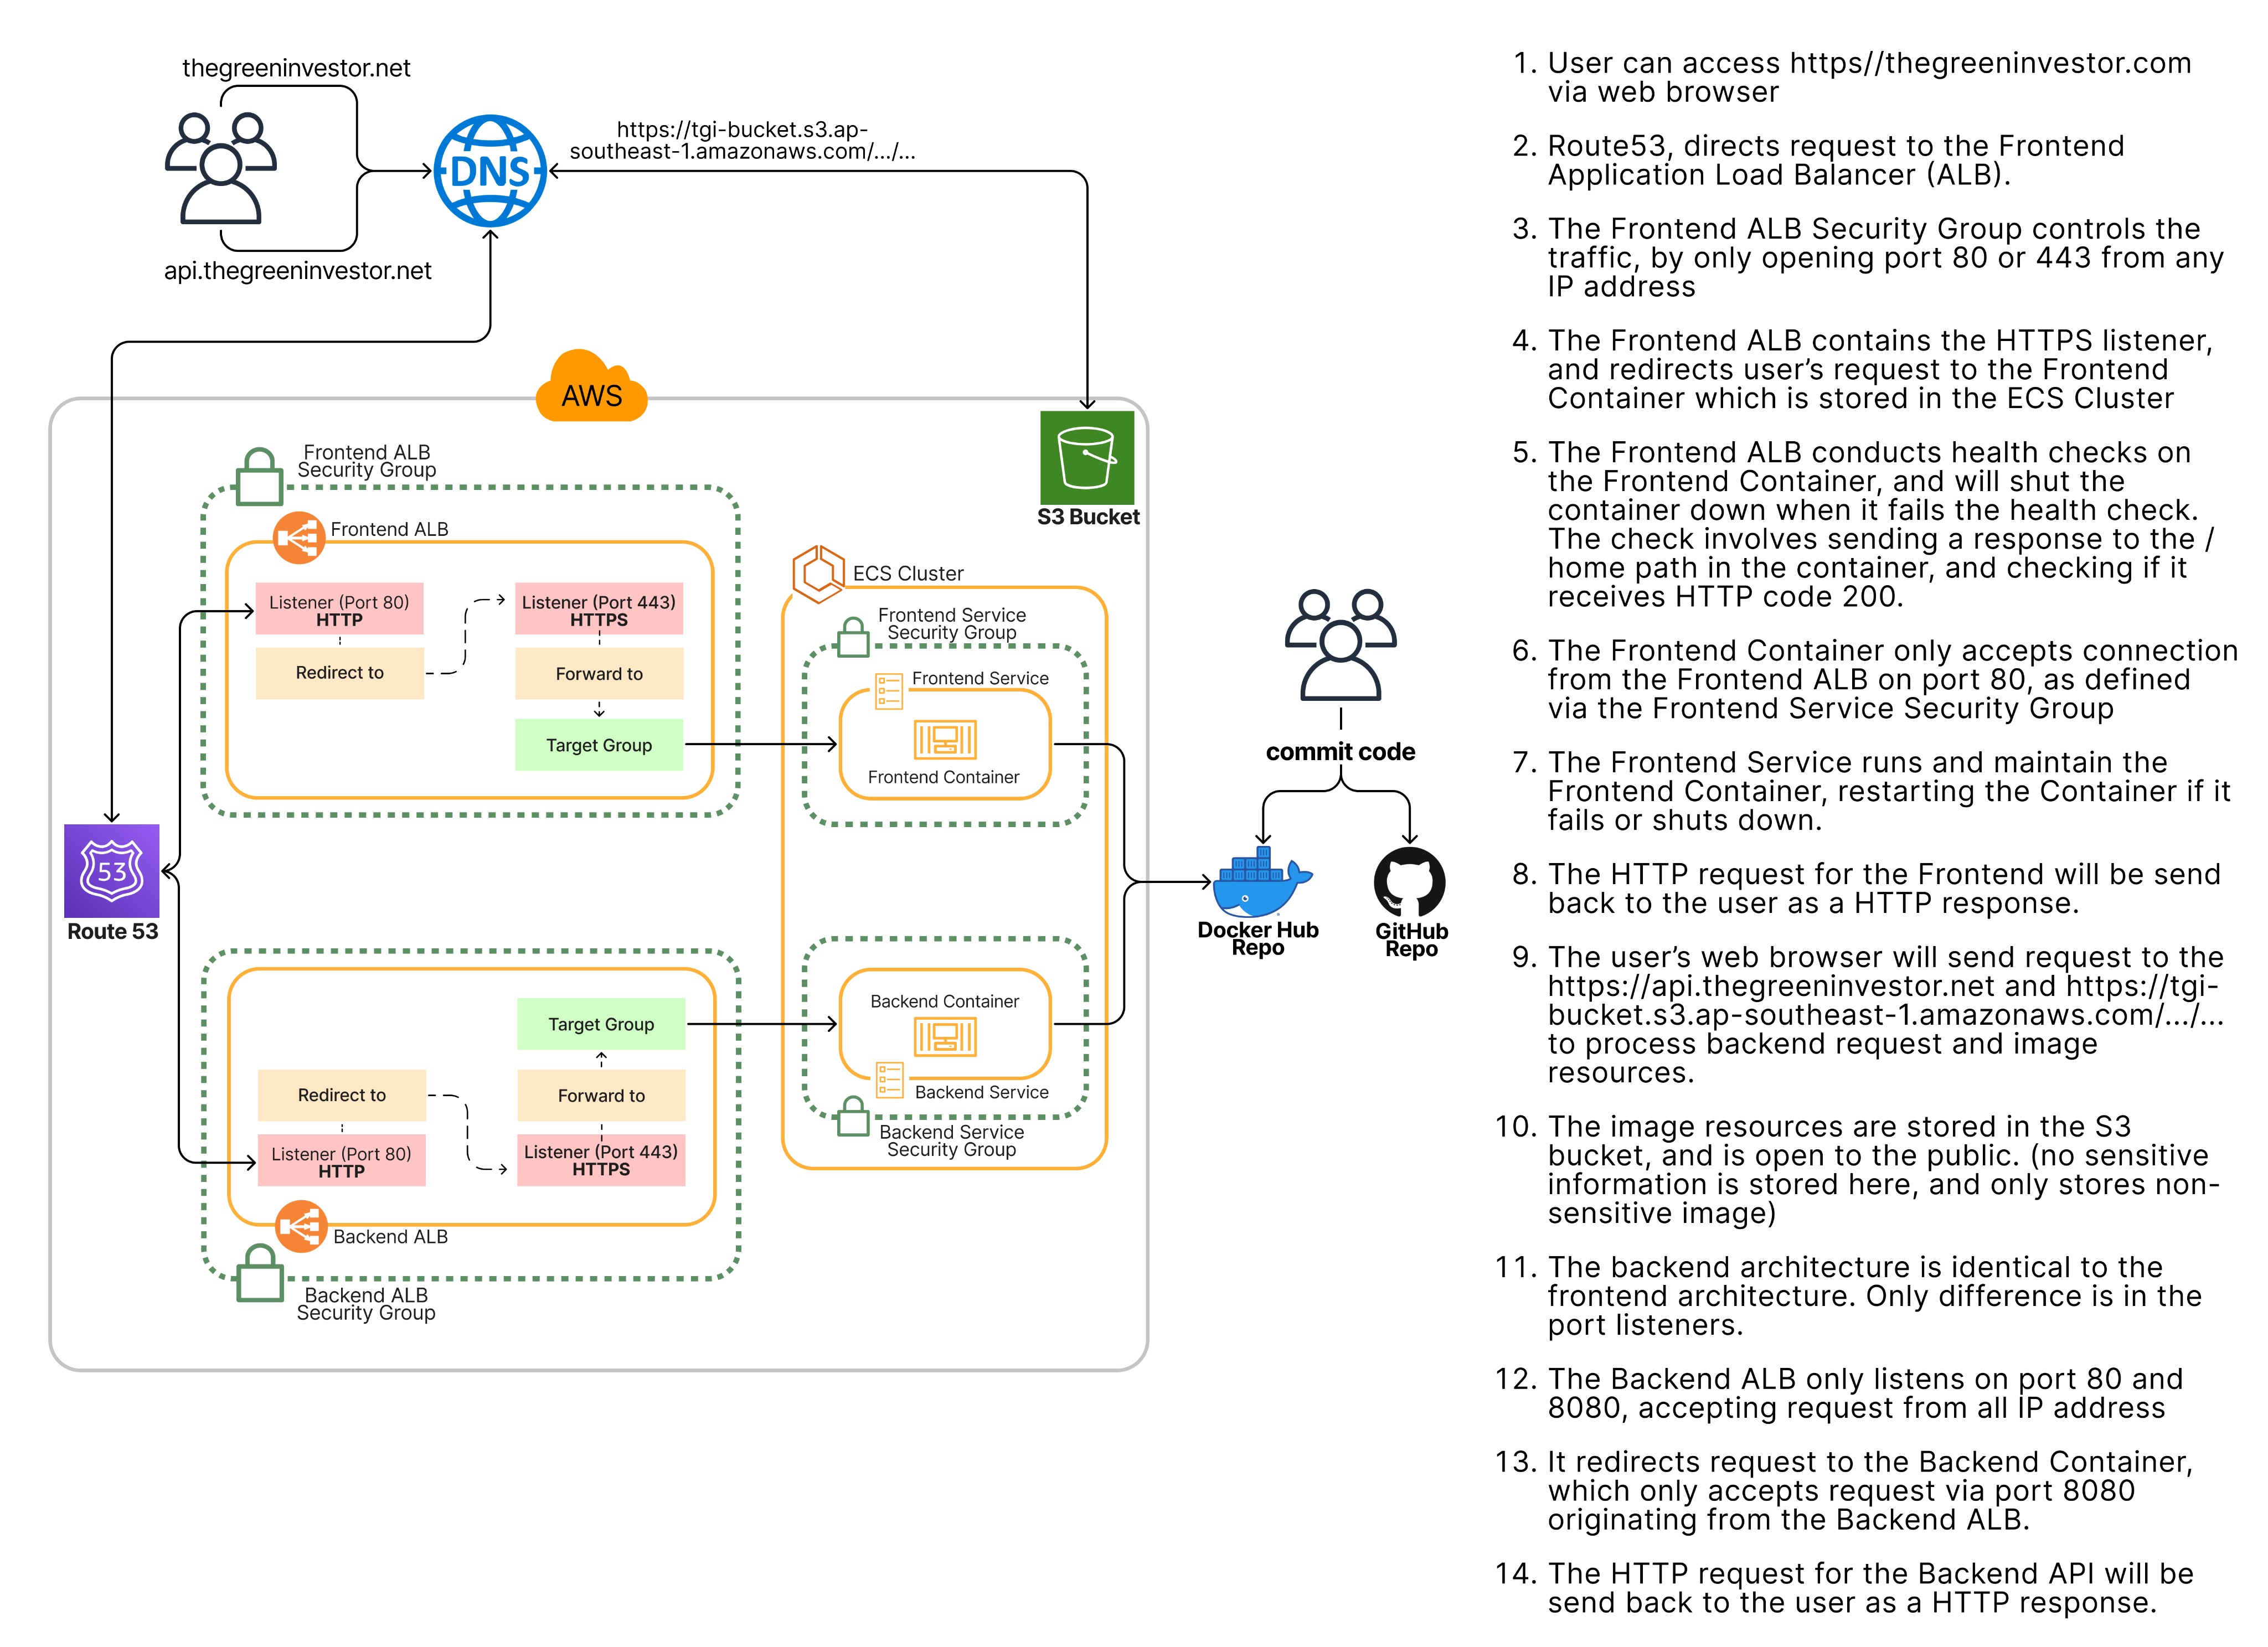 thegreeninvestor.net
api.thegreeninvestor.net
DNS
https://tgi-bucket.s3.ap-
southeast-1.amazonaws.com/.../...
AWS
S3 Bucket
Frontend ALB
Security Group
Frontend ALB
Listener (Port 80)
HTTP
Redirect to
Listener (Port 443)
HTTPS
Forward to
Target Group
ECS Cluster
Frontend Service
Security Group
Frontend Service
Frontend Container
53
Route 53
Target Group
Redirect to
Forward to
Listener (Port 80)
HTTP
Listener (Port 443)
HTTPS
Backend ALB
Backend ALB
Security Group
Backend Container
Backend Service
Backend Service
Security Group
commit code
Docker Hub
Repo
GitHub
Repo
1. User can access https//thegreeninvestor.com
via web browser
2. Route53, directs request to the Frontend
Application Load Balancer (ALB).
3. The Frontend ALB Security Group controls the
traffic, by only opening port 80 or 443 from any
IP address
4. The Frontend ALB contains the HTTPS listener,
and redirects user’s request to the Frontend
Container which is stored in the ECS Cluster
5. The Frontend ALB conducts health checks on
the Frontend Container, and will shut the
container down when it fails the health check.
The check involves sending a response to the /
home path in the container, and checking if it
receives HTTP code 200.
6. The Frontend Container only accepts connection
from the Frontend ALB on port 80, as defined
via the Frontend Service Security Group
7. The Frontend Service runs and maintain the
Frontend Container, restarting the Container if it
fails or shuts down.
8. The HTTP request for the Frontend will be send
back to the user as a HTTP response.
9. The user’s web browser will send request to the
https://api.thegreeninvestor.net and https://tgi-
bucket.s3.ap-southeast-1.amazonaws.com/.../...
to process backend request and image
resources.
10. The image resources are stored in the S3
bucket, and is open to the public. (no sensitive
information is stored here, and only stores non-
sensitive image)
11. The backend architecture is identical to the
frontend architecture. Only difference is in the
port listeners.
12. The Backend ALB only listens on port 80 and
8080, accepting request from all IP address
13. It redirects request to the Backend Container,
which only accepts request via port 8080
originating from the Backend ALB.
14. The HTTP request for the Backend API will be
send back to the user as a HTTP response.